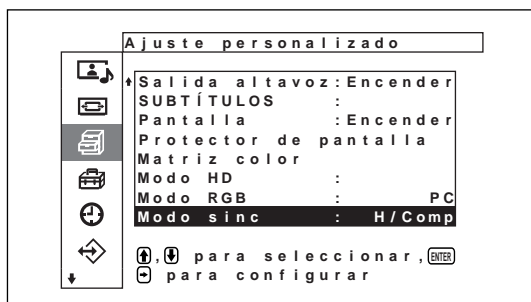 Ajuste personalizado
Salida altavoz:Encender
SUBTÍTULOS :
Pantalla :Encender
Protector de pantalla
Matriz color
Modo HD :
Modo RGB : PC
Modo sinc : H/Comp
, para seleccionar, ENTER
para configurar